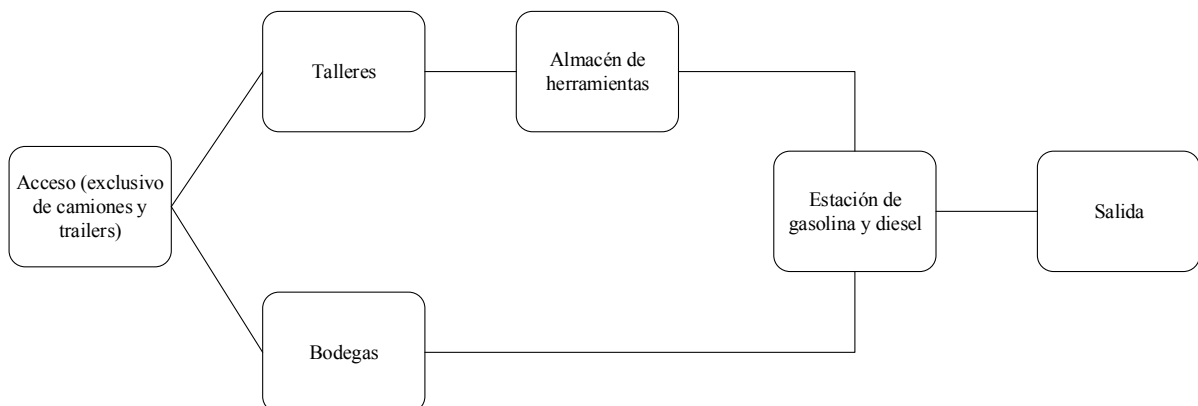 Talleres
Almacén de
herramientas
Acceso (exclusivo
de camiones y
trailers)
Estación de
gasolina y diesel
Salida
Bodegas